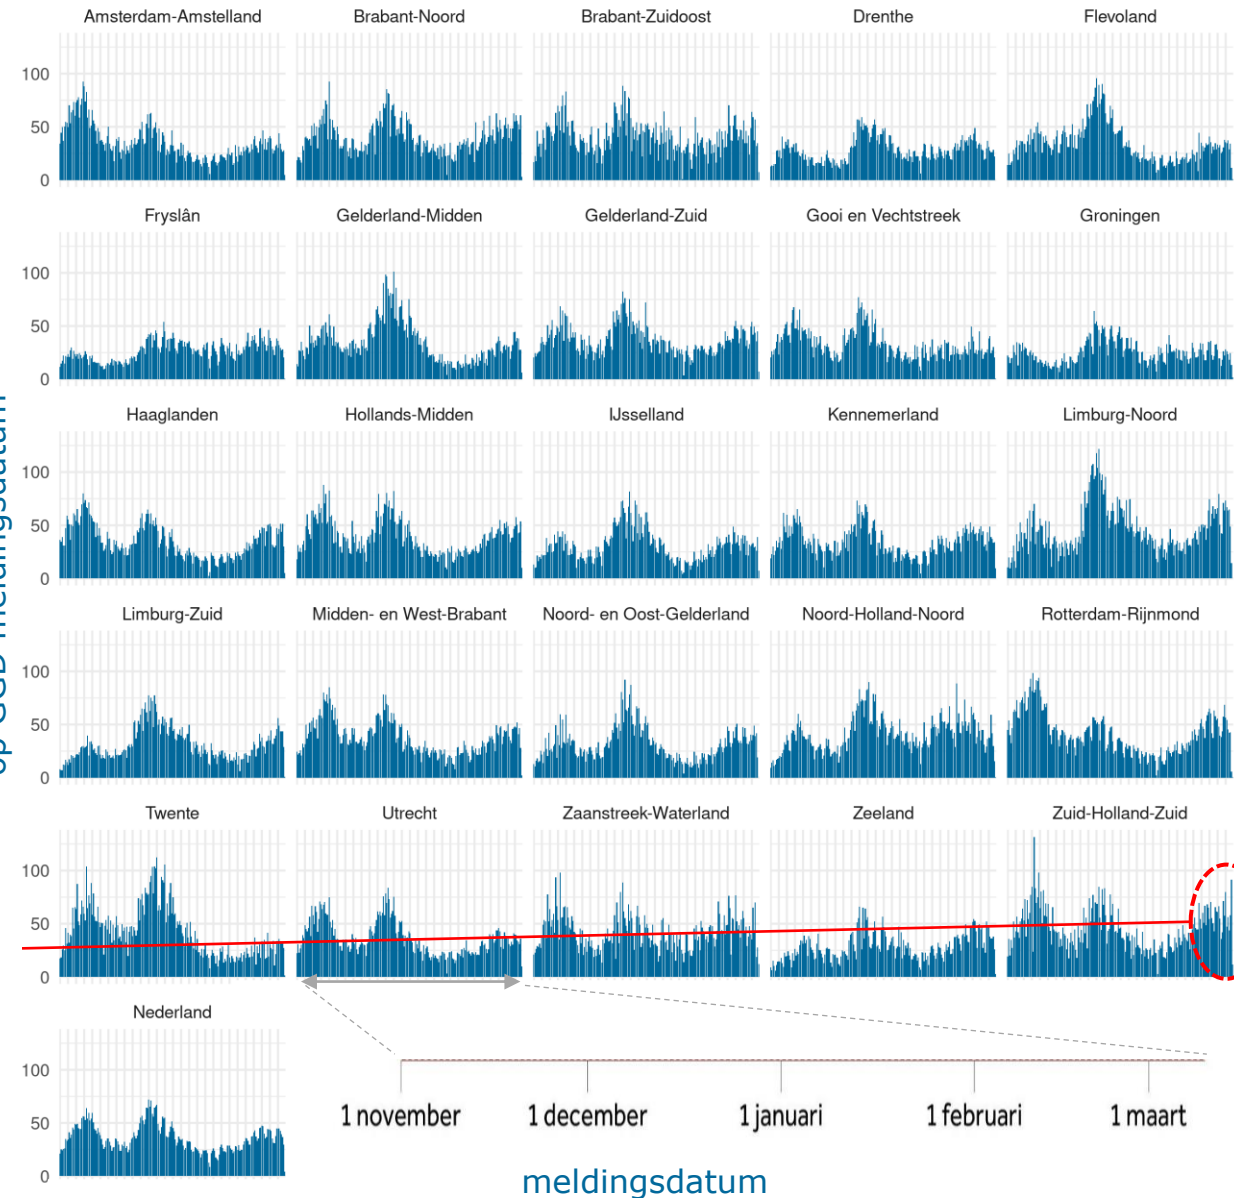 Amsterdam-Amstelland Brabant-Noord Brabant-Zuidoost Drenthe Flevoland
100
50
0
Fryslân Gelderland-Midden Gelderland-Zuid Gooi en Vechtstreek Groningen
100
50
0
Haaglanden Hollands-Midden IJsselland Kennemerland Limburg-Noord
100
50
0
Limburg-Zuid Midden- en West-Brabant Noord- en Oost-Gelderland Noord-Holland-Noord Rotterdam-Rijnmond
100
50
0
Twente Utrecht Zaanstreek-Waterland Zeeland Zuid-Holland-Zuid
100
50
0
Nederland
100
50
0
1 november 1 december 1 januari 1 februari 1 maart
meldingsdatum
op GGD-meldingsdatum